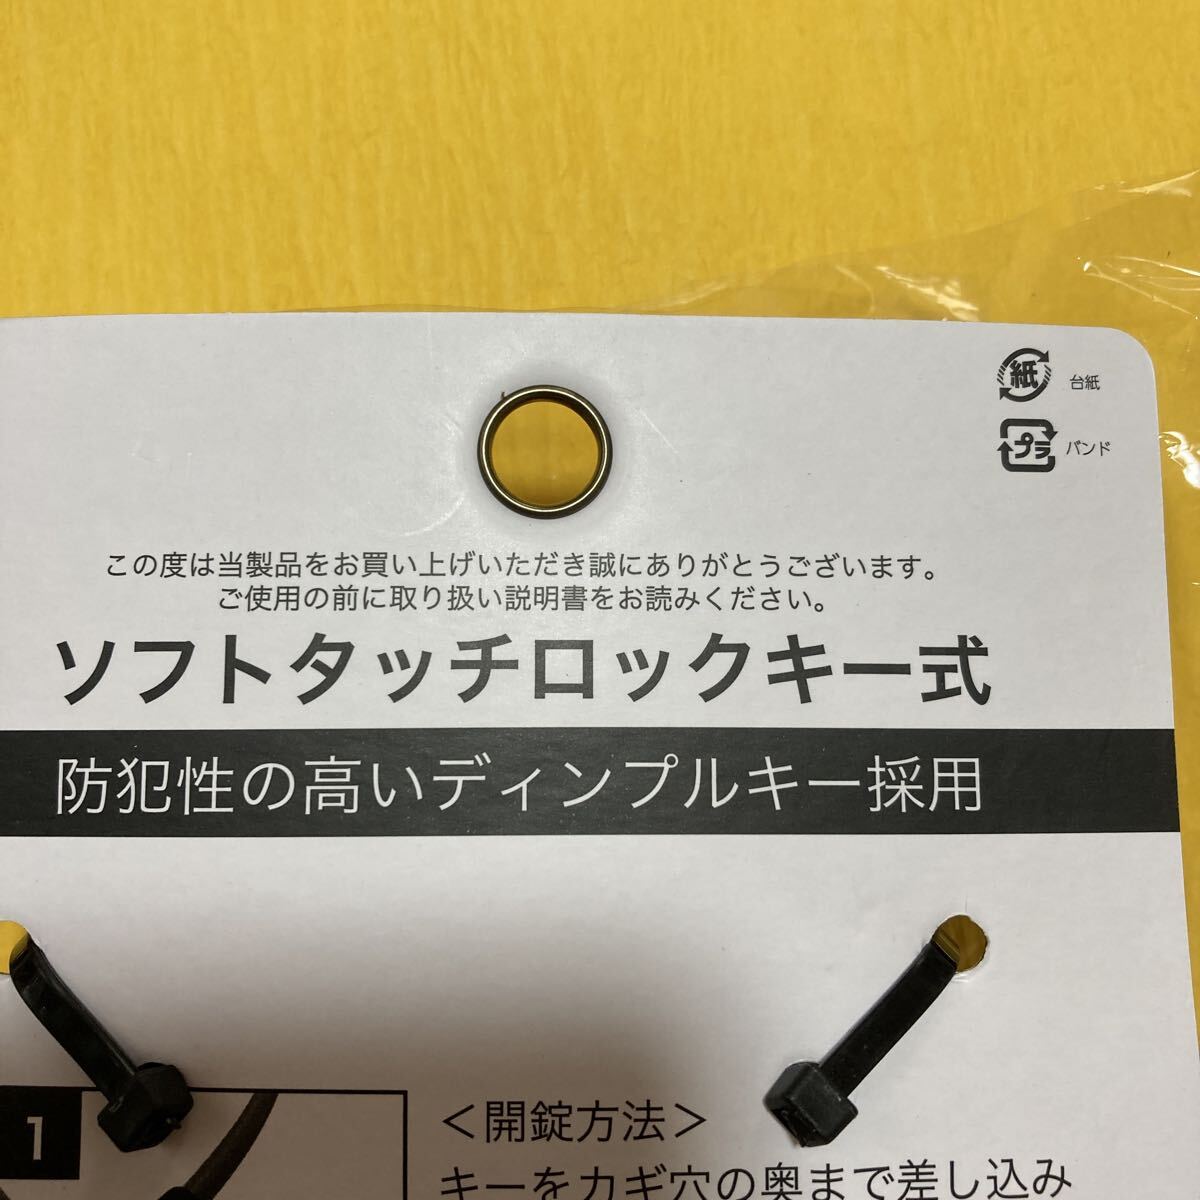 紙 台紙
プラ バンド
この度は当製品をお買い上げいただき誠にありがとうございます。
ご使用の前に取り扱い説明書をお読みください。
ソフトタッチロックキー式
防犯性の高いディンプルキー採用
1
＜開錠方法＞
キーをカギ穴の奥まで差し込み